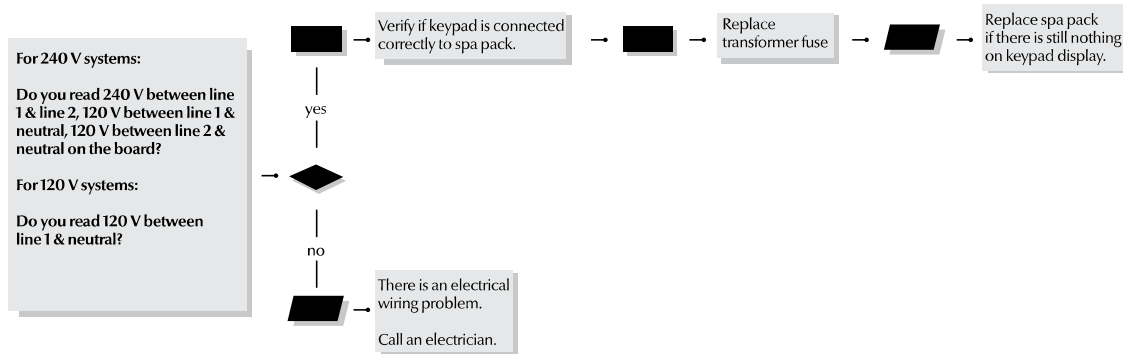 For 240 V systems:
Do you read 240 V between line
1 & line 2, 120 V between line 1 &
neutral, 120 V between line 2 &
neutral on the board?
For 120 V systems:
Do you read 120 V between
line 1 & neutral?
yes
Verify if keypad is connected
correctly to spa pack.
Replace
transformer fuse
Replace spa pack
if there is still nothing
on keypad display.
no
There is an electrical
wiring problem.
Call an electrician.